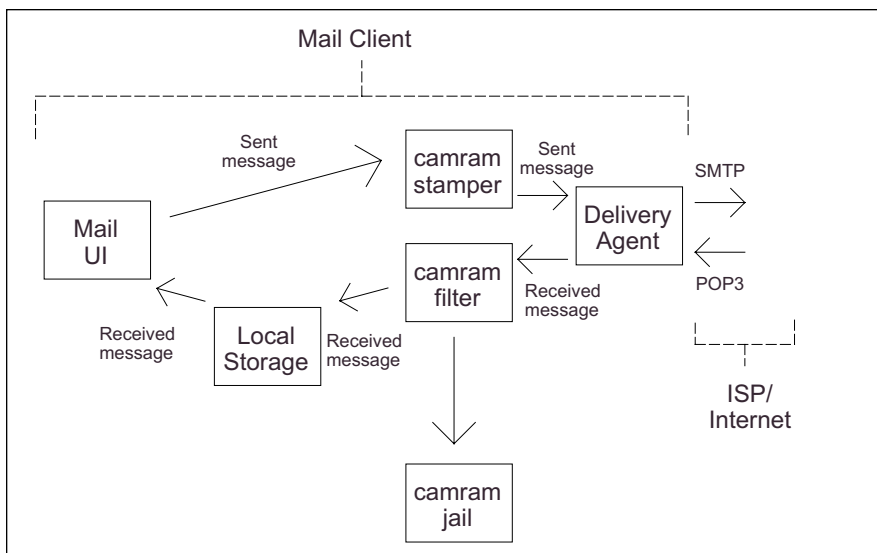 Mail Client
Sent
message
camram
stamper
Sent
message
SMTP
Mail
UI
Delivery
Agent
camram
filter
POP3
Received
message
Received
message
Local
Storage
Received
message
ISP/
Internet
camram
jail